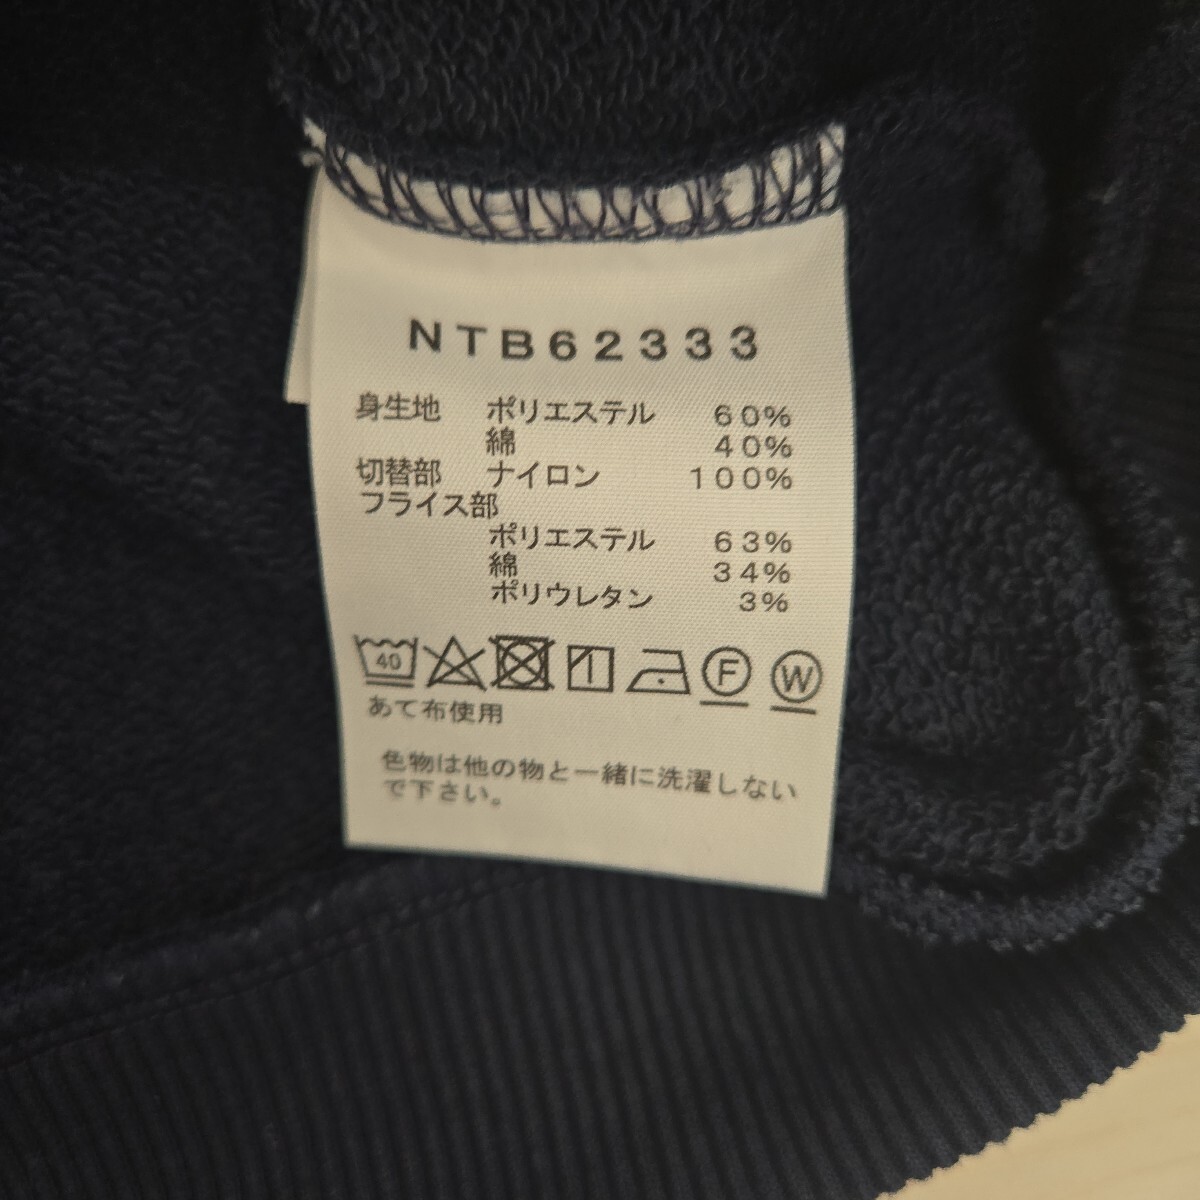 NTB62333
身生地 ポリエステル 60%
綿 40%
切替部 ナイロン 100%
フライス部
ポリエステル 63%
綿 34%
ポリウレタン 3%
40 F W
あて布使用
色物は他の物と一緒に洗濯しない
で下さい。